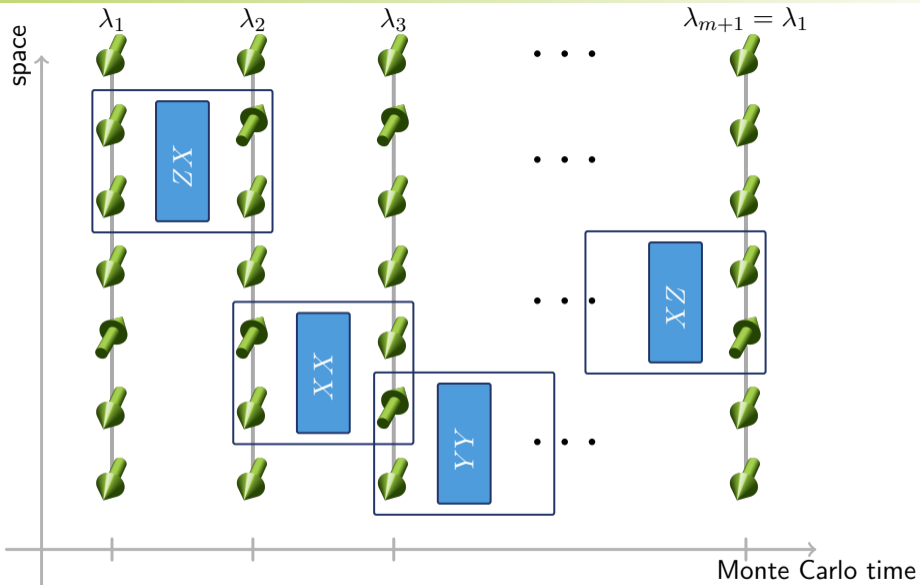 λ₁
λ₂
λ₃
λₘ₊₁ = λ₁
space
ZX
XZ
XX
YY
Monte Carlo time